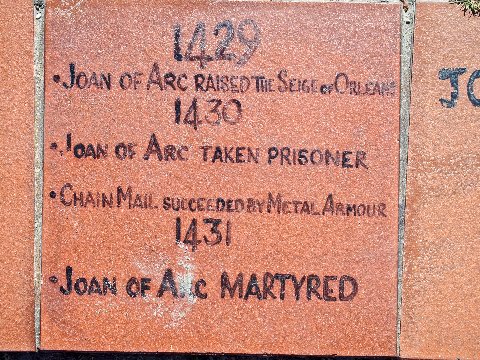 1429
•Joan of Arc raised the Seige of Orleans
1430
•Joan of Arc taken prisoner
•Chain Mail succeeded by Metal Armour
1431
•Joan of Arc MARTYRED
JO